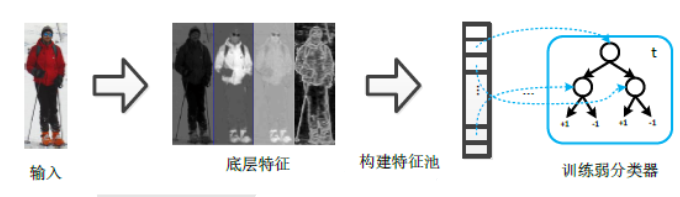 t
...
...
+1 -1 +1 -1
输入
底层特征
构建特征池
训练弱分类器